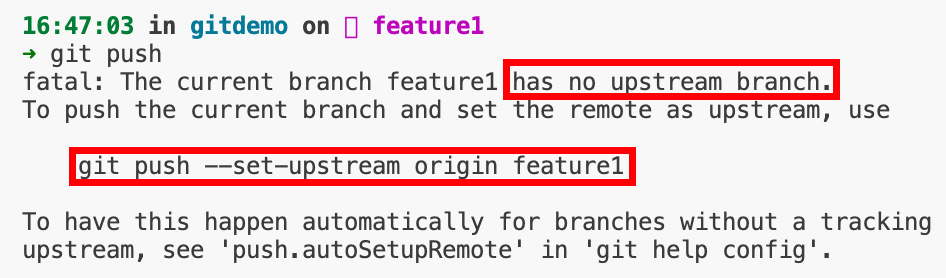 16:47:03 in gitdemo on feature1
➜ git push
fatal: The current branch feature1 has no upstream branch.
To push the current branch and set the remote as upstream, use
git push --set-upstream origin feature1
To have this happen automatically for branches without a tracking
upstream, see 'push.autoSetupRemote' in 'git help config'.